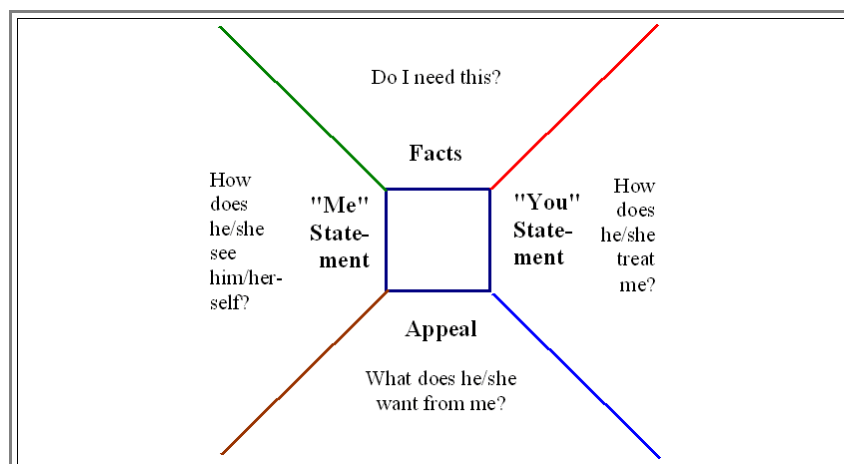 Do I need this?
Facts
How
does
he/she
see
him/her-
self?
"Me"
State-
ment
"You"
State-
ment
How
does
he/she
treat
me?
Appeal
What does he/she
want from me?